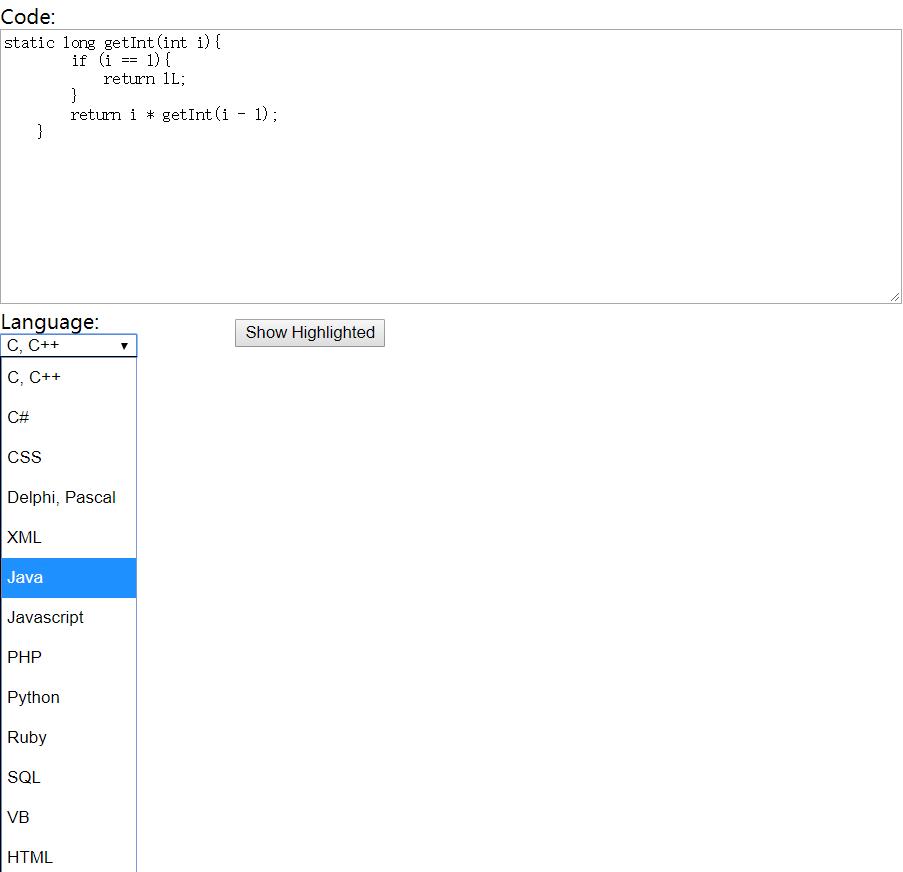 Code:
static long getInt(int i){
        if (i == 1){
            return 1L;
        }
        return i * getInt(i - 1);
    }
Language:
Show Highlighted
C, C++
C, C++
C#
CSS
Delphi, Pascal
XML
Java
Javascript
PHP
Python
Ruby
SQL
VB
HTML